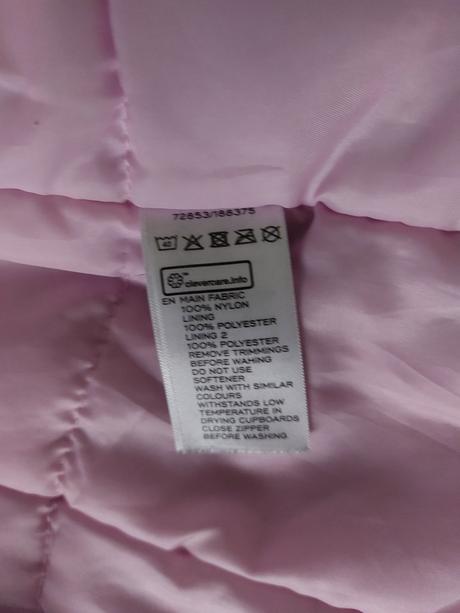 72853/188375
40
clevercare.info
EN MAIN FABRIC
100% NYLON
LINING
100% POLYESTER
LINING 2
100% POLYESTER
REMOVE TRIMMINGS
BEFORE WAHING
DO NOT USE
SOFTENER
WASH WITH SIMILAR
COLOURS
WITHSTANDS LOW
TEMPERATURE IN
DRYING CUPBOARDS
CLOSE ZIPPER
BEFORE WASHING